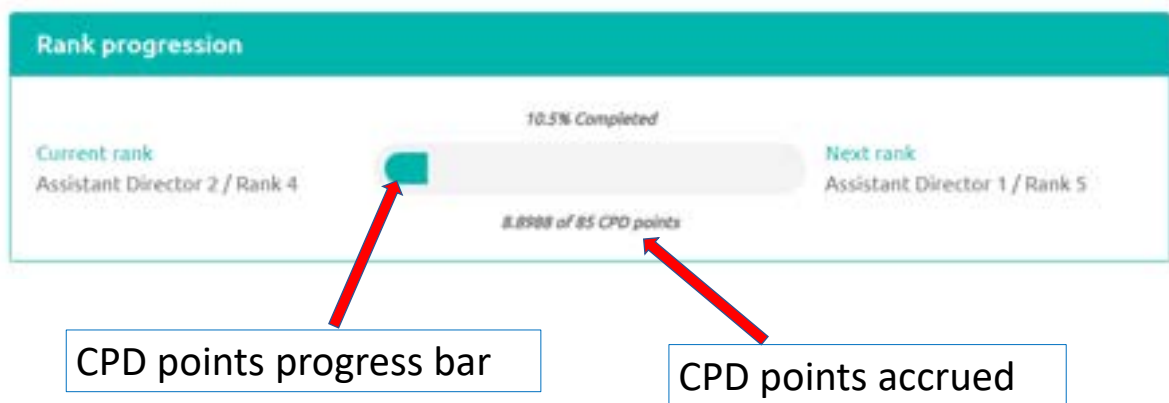 Rank progression
10.5% Completed
Current rank
Assistant Director 2 / Rank 4
Next rank
Assistant Director 1 / Rank 5
8.8988 of 85 CPD points
CPD points progress bar
CPD points accrued